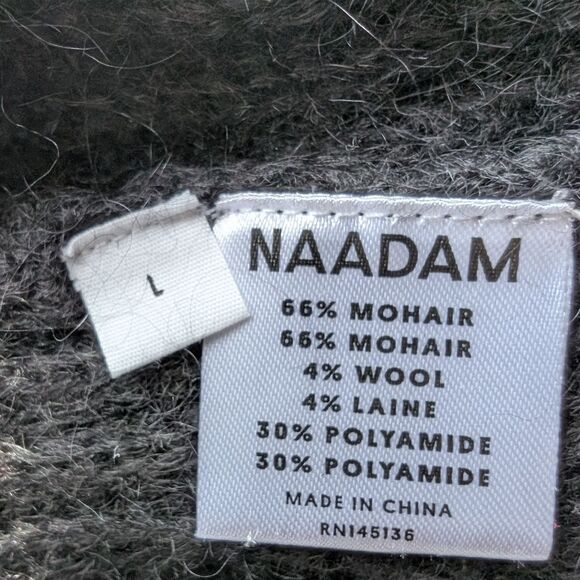 L
NAADAM
66% MOHAIR
66% MOHAIR
4% WOOL
4% LAINE
30% POLYAMIDE
30% POLYAMIDE
MADE IN CHINA
RN145136